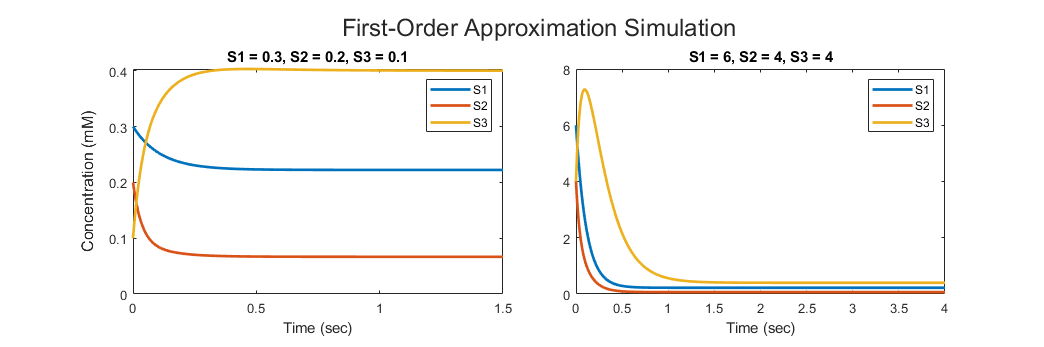 First-Order Approximation Simulation
S1 = 0.3, S2 = 0.2, S3 = 0.1
Concentration (mM)
0.4
0.3
0.2
0.1
0
0 0.5 1 1.5
Time (sec)
S1
S2
S3
S1 = 6, S2 = 4, S3 = 4
8
6
4
2
0
0 0.5 1 1.5 2 2.5 3 3.5 4
Time (sec)
S1
S2
S3